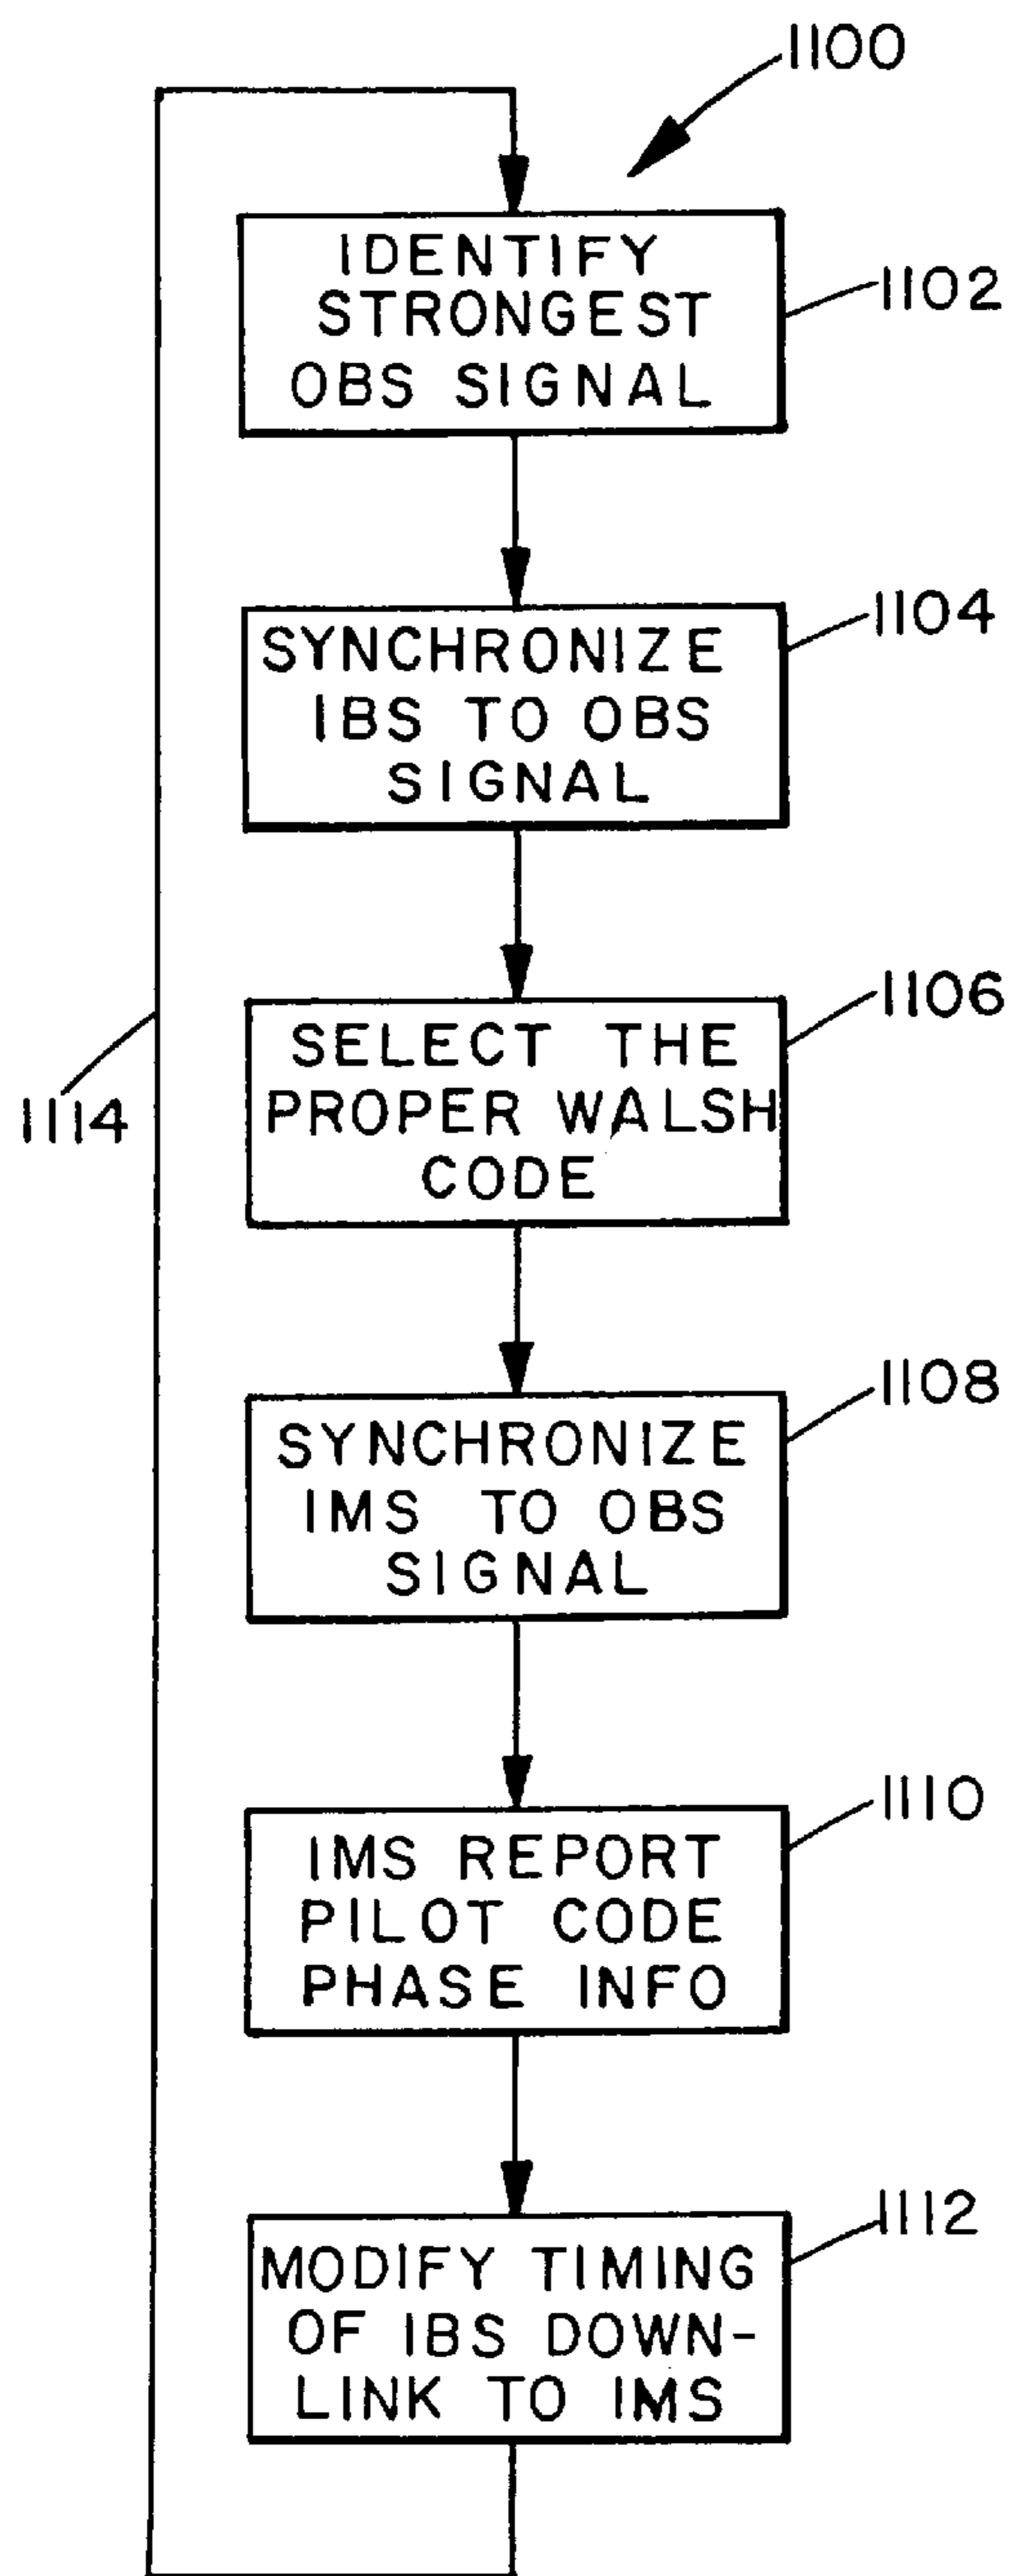 1100
IDENTIFY
STRONGEST
OBS SIGNAL
1102
SYNCHRONIZE
IBS TO OBS
SIGNAL
1104
SELECT THE
PROPER WALSH
CODE
1106
1114
SYNCHRONIZE
IMS TO OBS
SIGNAL
1108
IMS REPORT
PILOT CODE
PHASE INFO
1110
MODIFY TIMING
OF IBS DOWN-
LINK TO IMS
1112